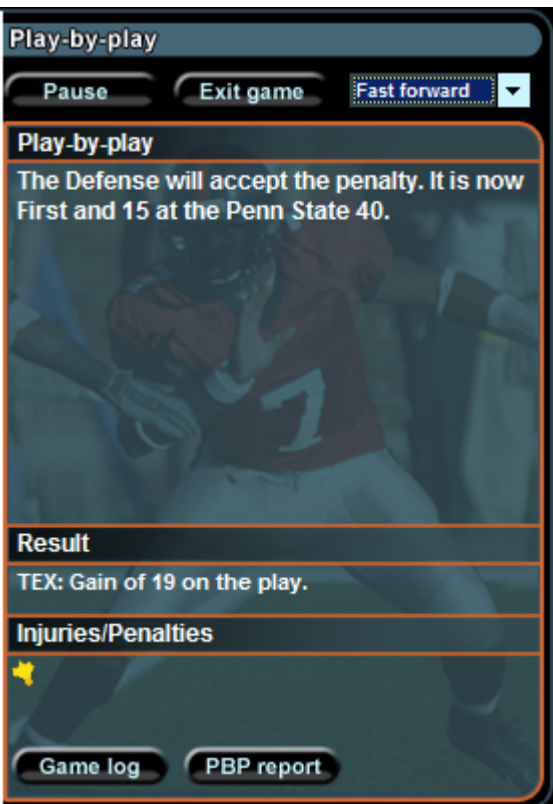 Play-by-play
Pause Exit game Fast forward
Play-by-play
The Defense will accept the penalty. It is now
First and 15 at the Penn State 40.
7
Result
TEX: Gain of 19 on the play.
Injuries/Penalties
Game log PBP report